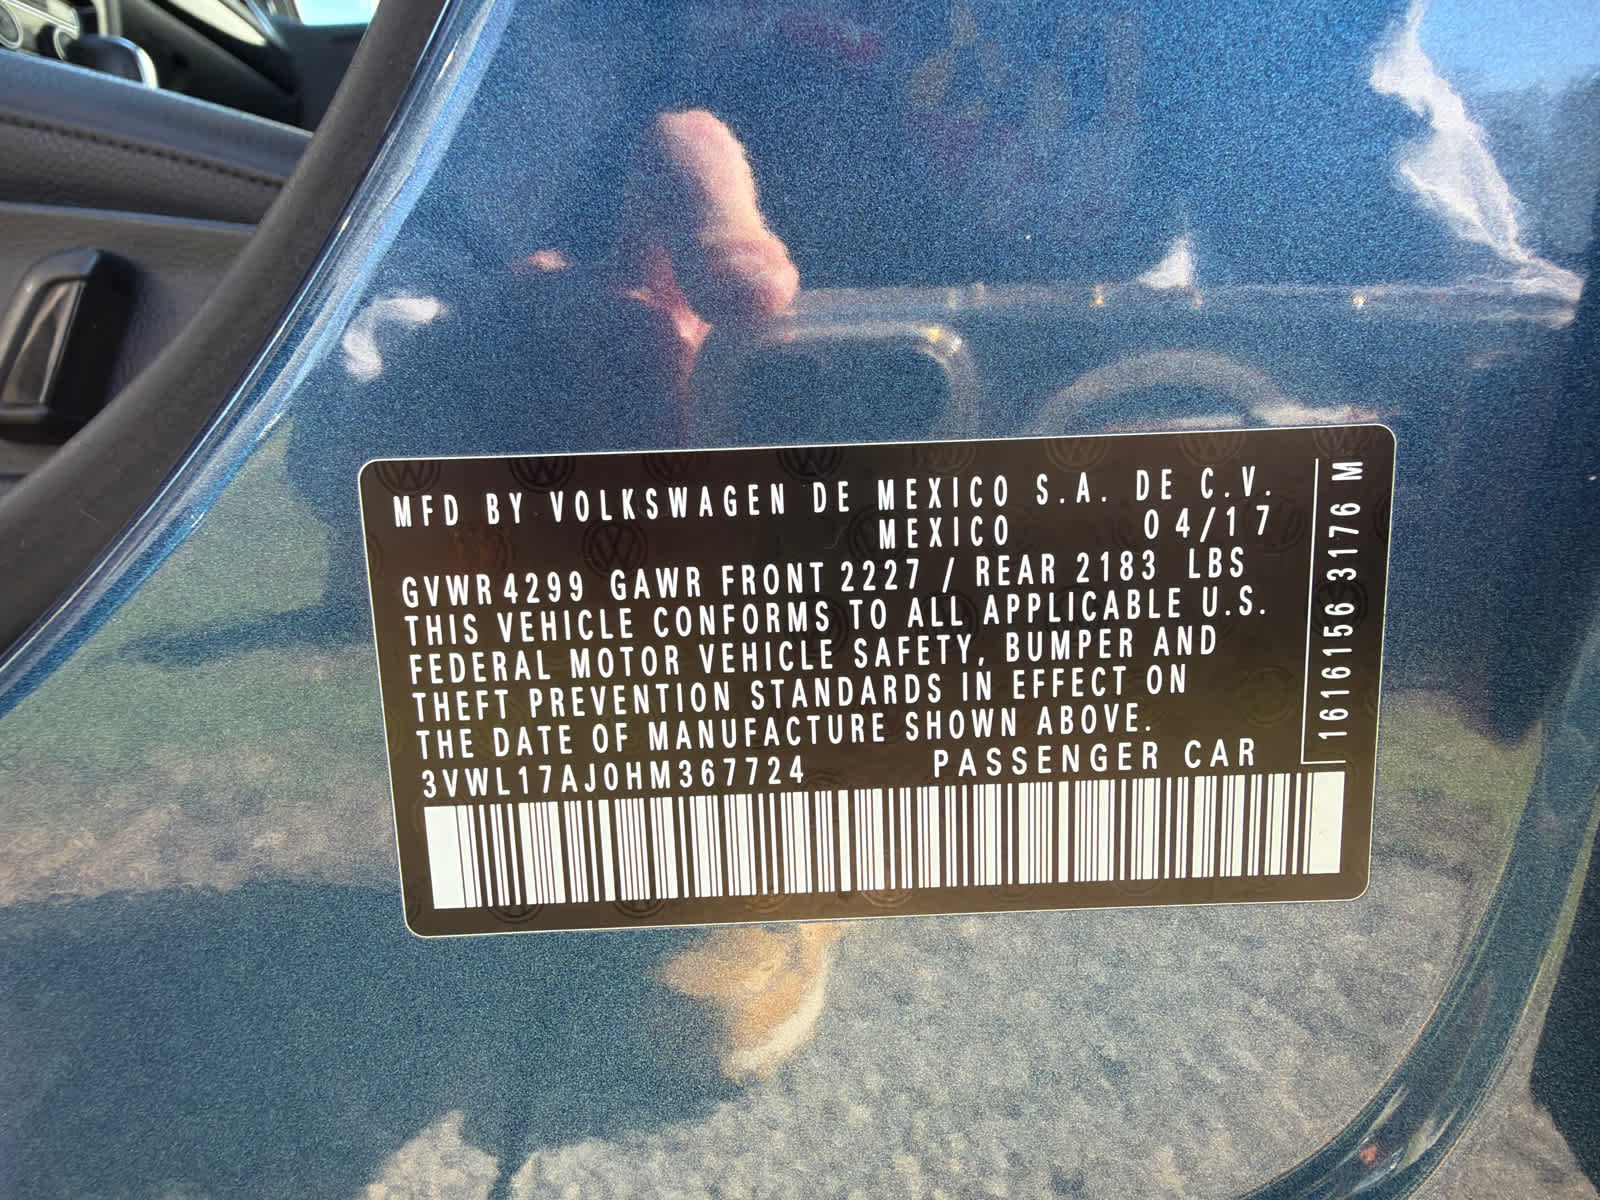 MFD BY VOLKSWAGEN DE MEXICO S.A. DE C.V.
MEXICO 04/17
GVWR 4299 GAWR FRONT 2227 / REAR 2183 LBS
THIS VEHICLE CONFORMS TO ALL APPLICABLE U.S.
FEDERAL MOTOR VEHICLE SAFETY, BUMPER AND
THEFT PREVENTION STANDARDS IN EFFECT ON
THE DATE OF MANUFACTURE SHOWN ABOVE.
3VWL17AJ0HM367724 PASSENGER CAR
1616156 3176 M